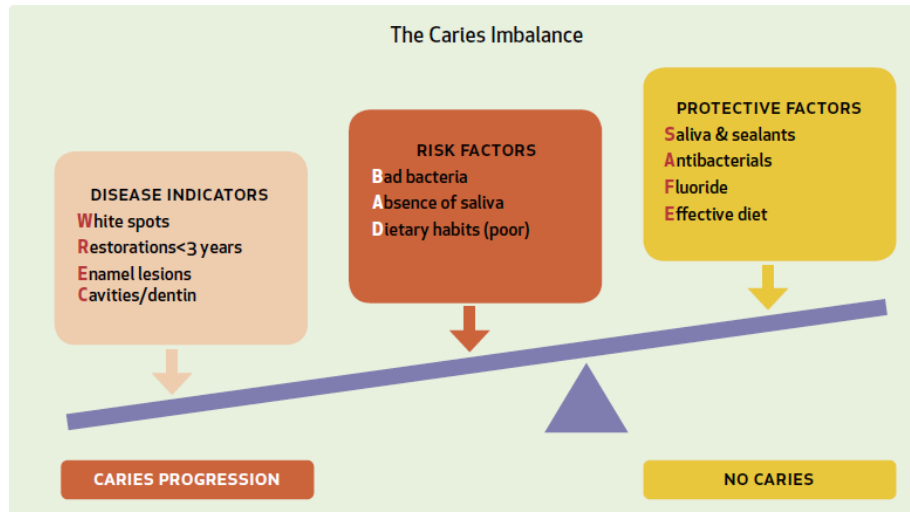 The Caries Imbalance
DISEASE INDICATORS
White spots
Restorations<3 years
Enamel lesions
Cavities/dentin
RISK FACTORS
Bad bacteria
Absence of saliva
Dietary habits (poor)
PROTECTIVE FACTORS
Saliva & sealants
Antibacterials
Fluoride
Effective diet
CARIES PROGRESSION
NO CARIES